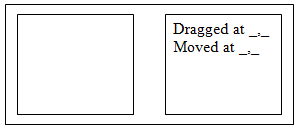 Dragged at _,_
Moved at _,_